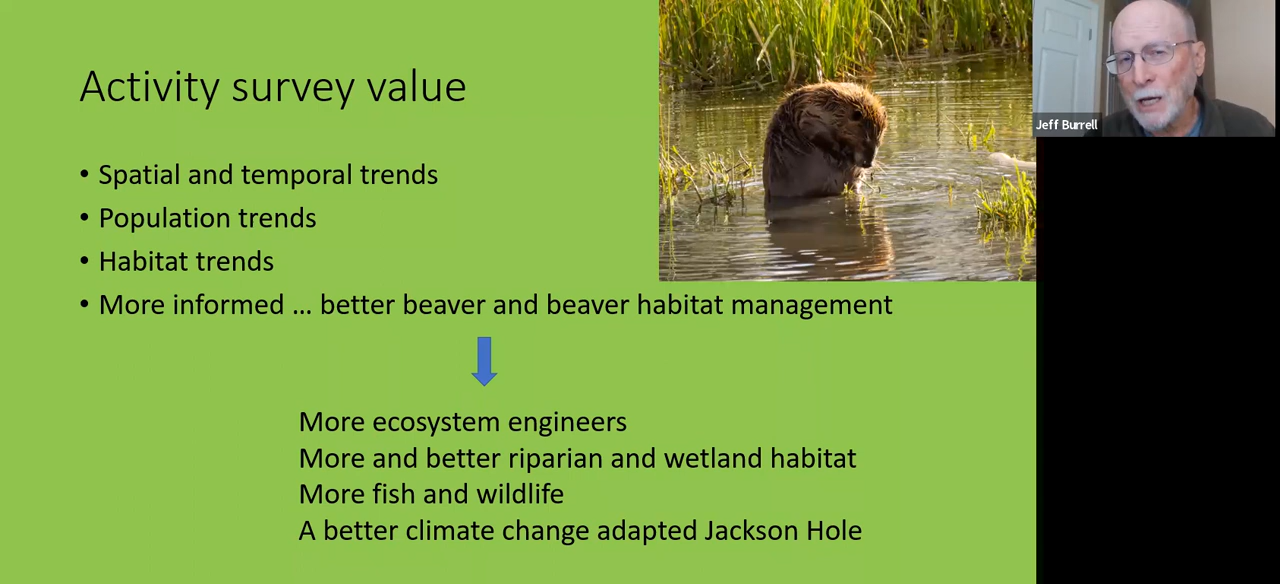 Activity survey value
Jeff Burrell
• Spatial and temporal trends
• Population trends
• Habitat trends
• More informed … better beaver and beaver habitat management
More ecosystem engineers
More and better riparian and wetland habitat
More fish and wildlife
A better climate change adapted Jackson Hole